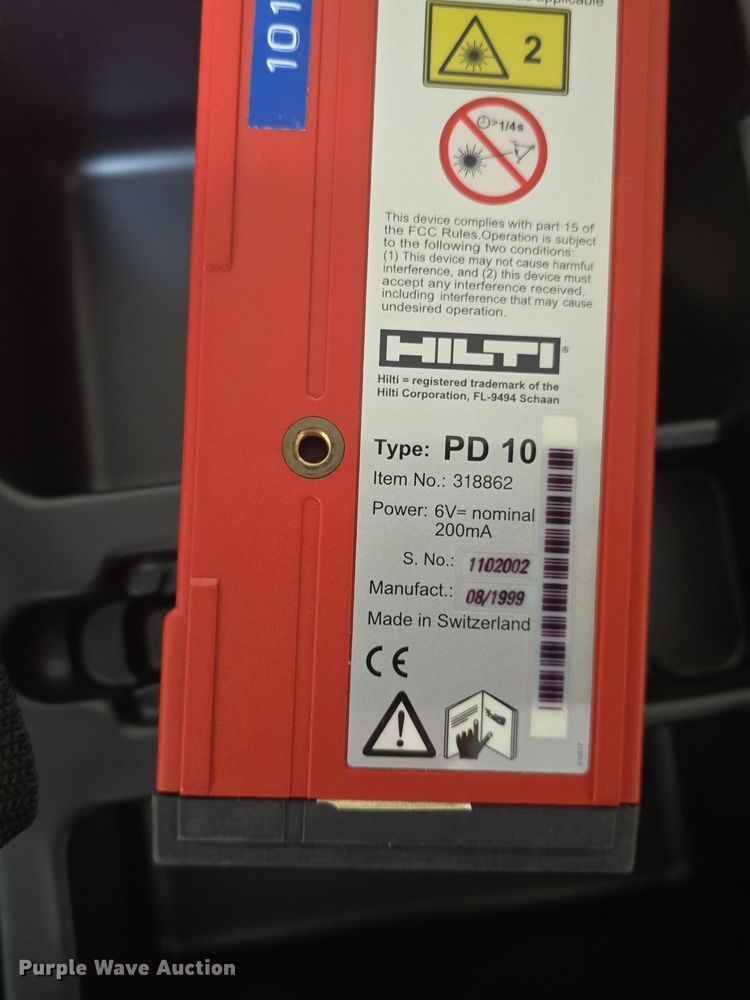 applicable
101
2
>1/4s
This device complies with part 15 of
the FCC Rules.Operation is subject
to the following two conditions:
(1) This device may not cause harmful
interference, and (2) this device must
accept any interference received,
including interference that may cause
undesired operation.
HILTI®
Hilti = registered trademark of the
Hilti Corporation, FL-9494 Schaan
Type: PD 10
Item No.: 318862
Power: 6V= nominal
200mA
S. No.: 1102002
Manufact.: 08/1999
Made in Switzerland
CE
Purple Wave Auction